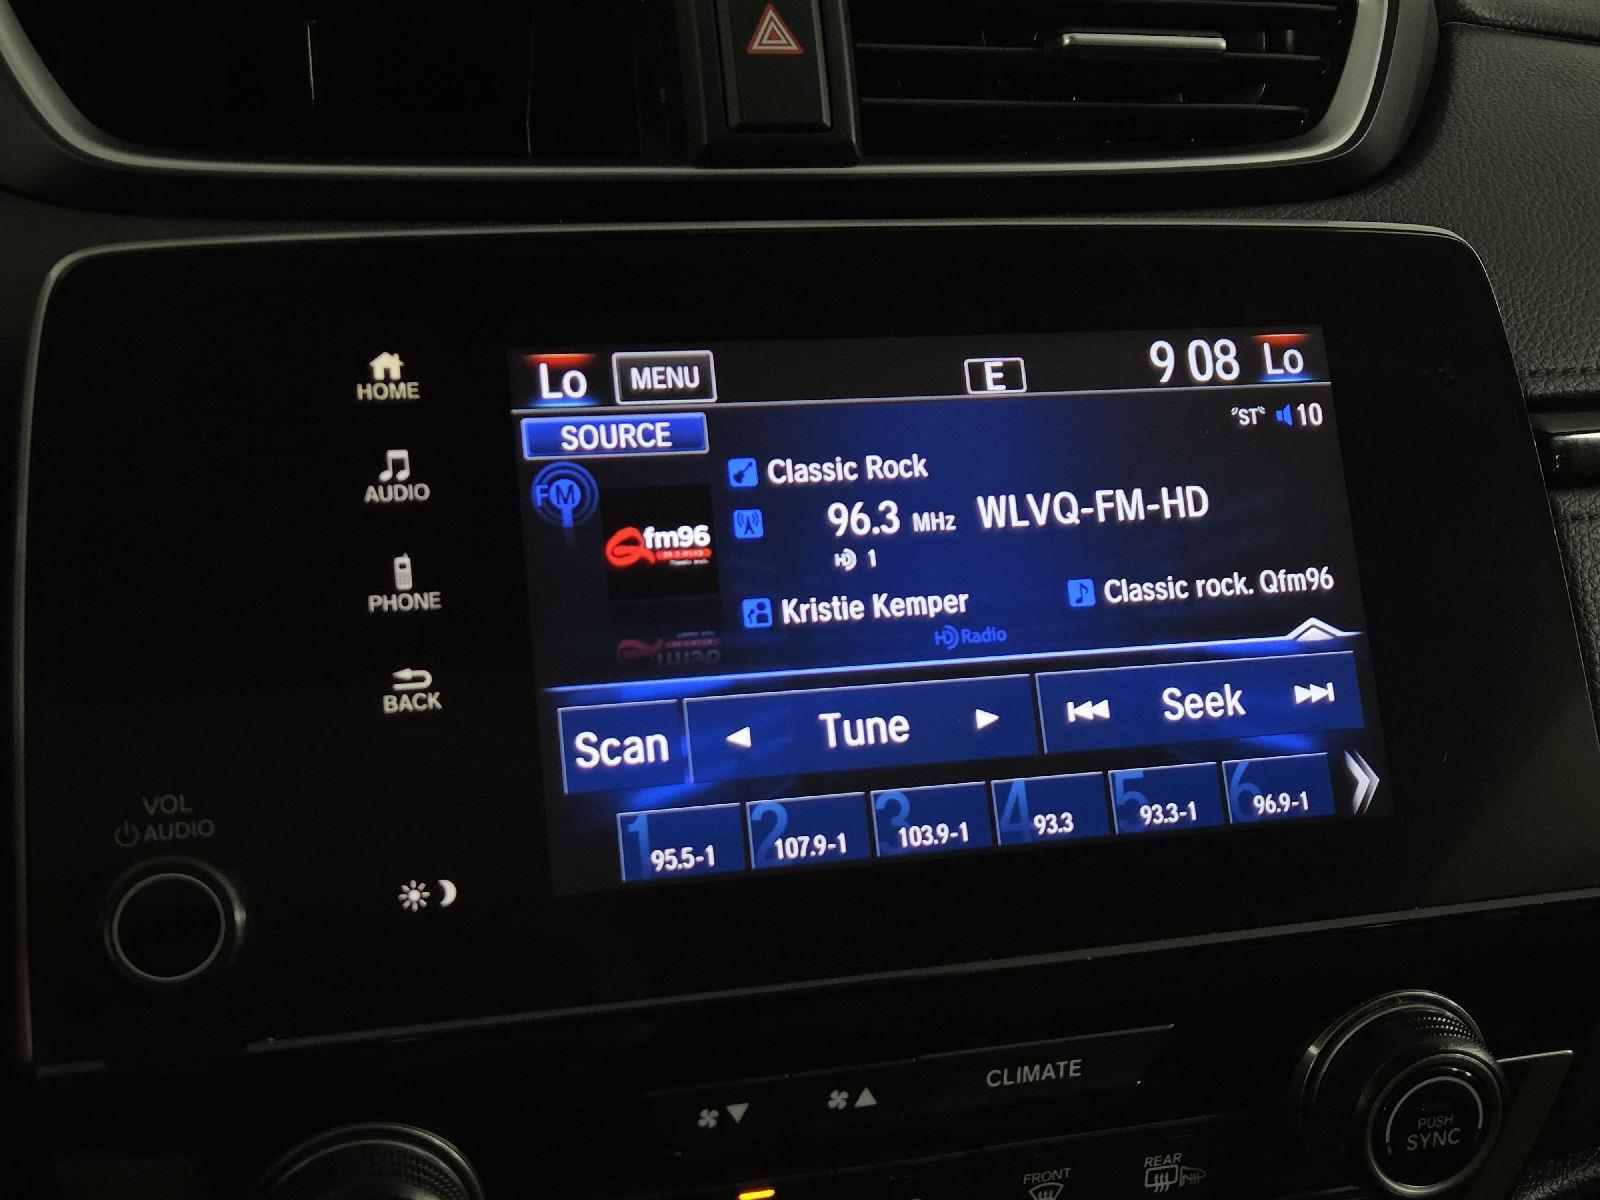 Lo MENU E 9 08 Lo
HOME
SOURCE
"ST" 10
FM
Classic Rock
AUDIO
fm96
96.3 MHz WLVQ-FM-HD
HD 1
PHONE
Kristie Kemper Classic rock. Qfm96
HD Radio
BACK
Scan Tune Seek
1 95.5-1
2 107.9-1
3 103.9-1
4 93.3
5 93.3-1
6 96.9-1
VOL
AUDIO
CLIMATE
PUSH
SYNC
FRONT
REAR